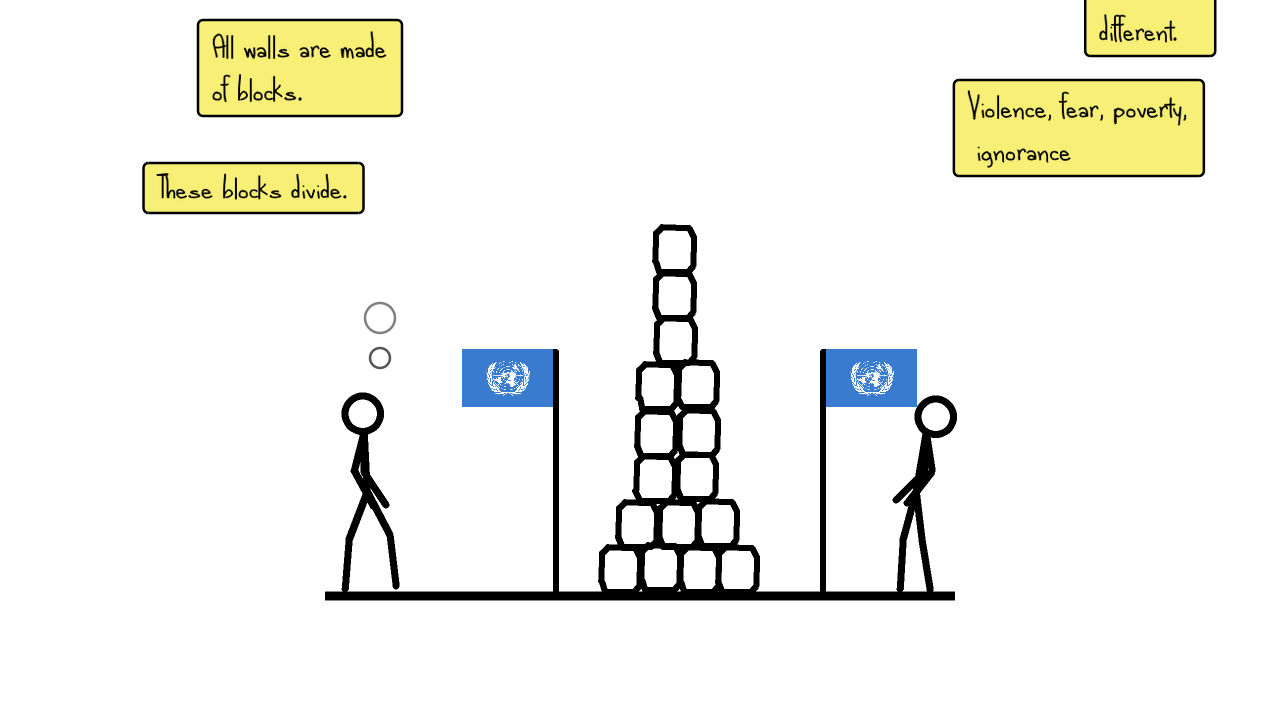 All walls are made
of blocks.
These blocks divide.
different.
Violence, fear, poverty,
ignorance